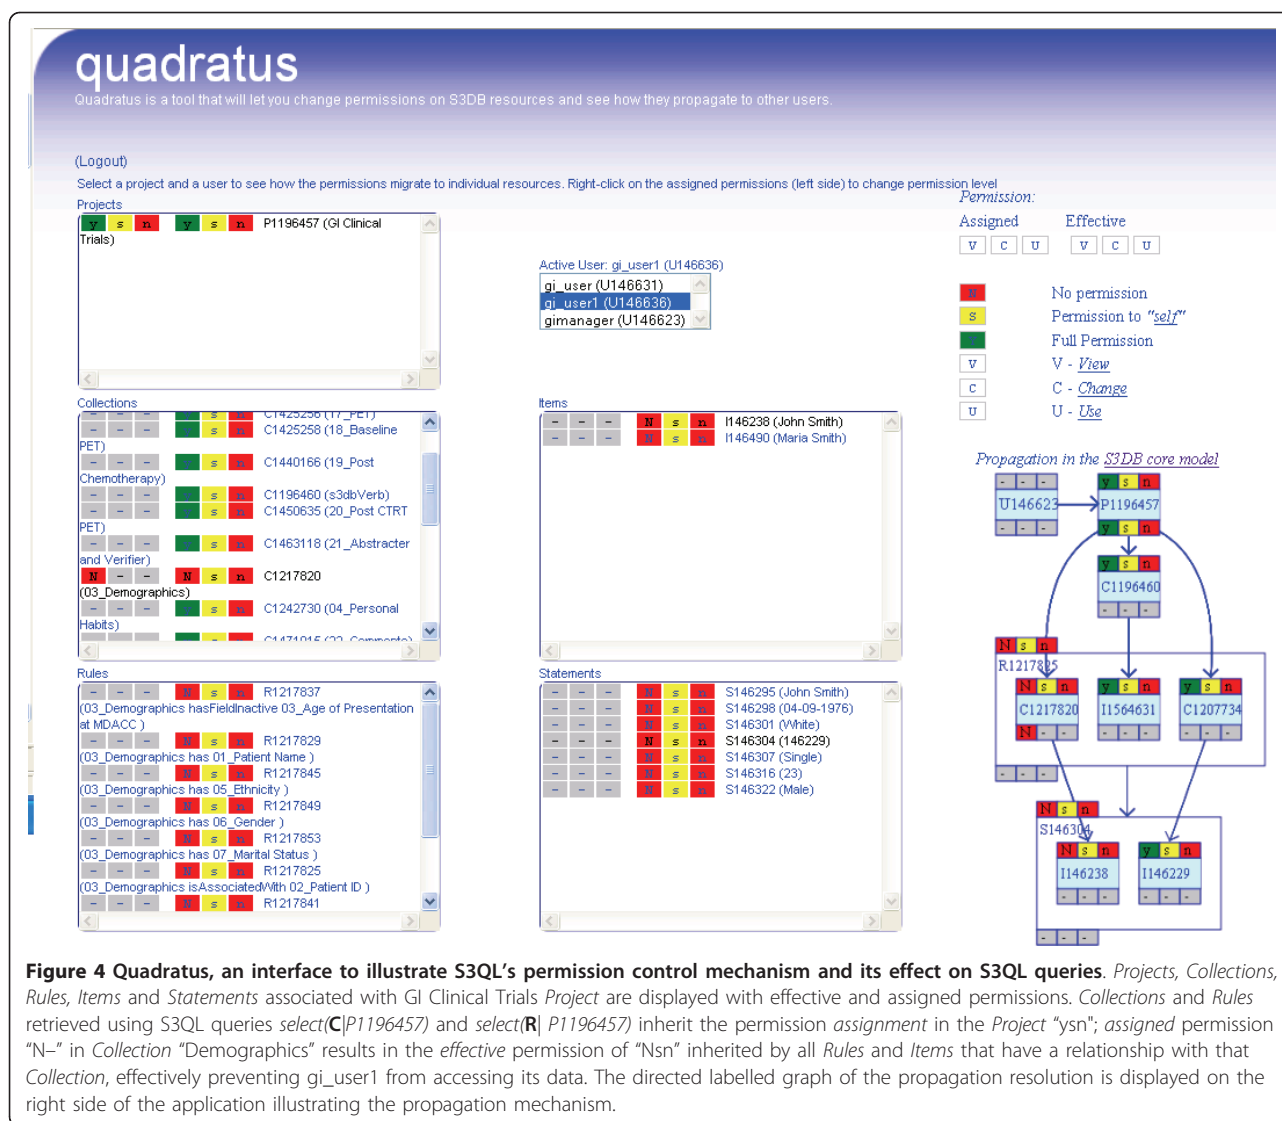 quadratus
Quadratus is a tool that will let you change permissions on S3DB resources and see how they propagate to other users.
(Logout)
Select a project and a user to see how the permissions migrate to individual resources. Right-click on the assigned permissions (left side) to change permission level
Projects
y s n y s n P1196457 (GI Clinical
Trials)
Active User: gi_user1 (U146636)
gi_user (U146631)
gi_user1 (U146636)
gimanager (U146623)
Permission:
Assigned Effective
V C U V C U
N No permission
s Permission to "self"
Full Permission
V V - View
C C - Change
U U - Use
Collections
- - - y s n C1425256 (17_PET)
- - - y s n C1425258 (18_Baseline
PET)
- - - y s n C1440166 (19_Post
Chemotherapy)
- - - y s n C1196460 (s3dbVerb)
- - - y s n C1450635 (20_Post CTRT
PET)
- - - y s n C1463118 (21_Abstracter
and Verifier)
N - - N s n C1217820
(03_Demographics)
- - - y s n C1242730 (04_Personal
Habits)
- - - y s n C1471015 (22_Comments)
Items
- - - N s n I146238 (John Smith)
- - - N s n I146490 (Maria Smith)
Rules
- - - N s n R1217837
(03_Demographics hasFieldInactive 03_Age of Presentation
at MDACC )
- - - N s n R1217829
(03_Demographics has 01_Patient Name )
- - - N s n R1217845
(03_Demographics has 05_Ethnicity )
- - - N s n R1217849
(03_Demographics has 06_Gender )
- - - N s n R1217853
(03_Demographics has 07_Marital Status )
- - - N s n R1217825
(03_Demographics isAssociatedWith 02_Patient ID )
- - - N s n R1217841
Statements
- - - N s n S146295 (John Smith)
- - - N s n S146298 (04-09-1976)
- - - N s n S146301 (White)
- - - N s n S146304 (146229)
- - - N s n S146307 (Single)
- - - N s n S146316 (23)
- - - N s n S146322 (Male)
Propagation in the S3DB core model
- - - y s n
U146623 P1196457
- - - y s n
y s n
C1196460
- - -
N s n
R1217825
N s n y s n y s n
C1217820 I1564631 C1207734
N - - - - - - - -
- - -
N s n
S146304
N s n y s n
I146238 I146229
- - - - - -
- - -
Figure 4 Quadratus, an interface to illustrate S3QL's permission control mechanism and its effect on S3QL queries. Projects, Collections,
Rules, Items and Statements associated with GI Clinical Trials Project are displayed with effective and assigned permissions. Collections and Rules
retrieved using S3QL queries select(C|P1196457) and select(R| P1196457) inherit the permission assignment in the Project "ysn"; assigned permission
"N–" in Collection "Demographics" results in the effective permission of "Nsn" inherited by all Rules and Items that have a relationship with that
Collection, effectively preventing gi_user1 from accessing its data. The directed labelled graph of the propagation resolution is displayed on the
right side of the application illustrating the propagation mechanism.